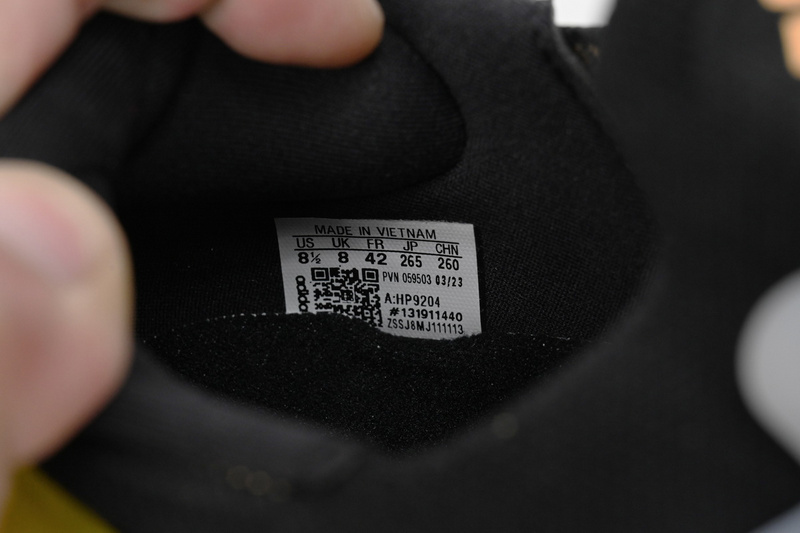 MADE IN VIETNAM
US UK FR JP CHN
8½ 8 42 265 260
PVN 059503 03/23
adidas
A:HP9204
#131911440
ZSSJ8MJ111113